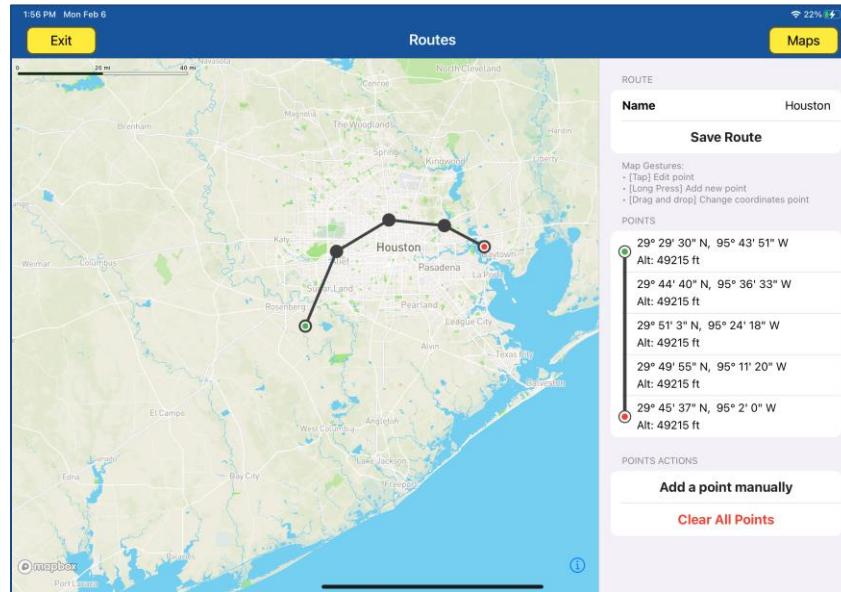 1:56 PM Mon Feb 6
22%
Exit
Routes
Maps
0 20 mi 40 mi
Navasota
Conroe
North Cleveland
Magnolia
Brenham
The Woodlands
Hardin
Spring
Kingwood
Liberty
Katy
Houston
Baytown
Weimar
Columbus
Pasadena
La Porte
Sugar Land
Rosenberg
Pearland
League City
Alvin
Texas City
Galveston
El Campo
West Columbia
Angleton
Lake Jackson
Edna
Ganado
Bay City
Freeport
Palacios
Port Lavaca
mapbox
ROUTE
Name Houston
Save Route
Map Gestures:
- [Tap] Edit point
- [Long Press] Add new point
- [Drag and drop] Change coordinates point
POINTS
29° 29' 30" N, 95° 43' 51" W
Alt: 49215 ft
29° 44' 40" N, 95° 36' 33" W
Alt: 49215 ft
29° 51' 3" N, 95° 24' 18" W
Alt: 49215 ft
29° 49' 55" N, 95° 11' 20" W
Alt: 49215 ft
29° 45' 37" N, 95° 2' 0" W
Alt: 49215 ft
POINTS ACTIONS
Add a point manually
Clear All Points